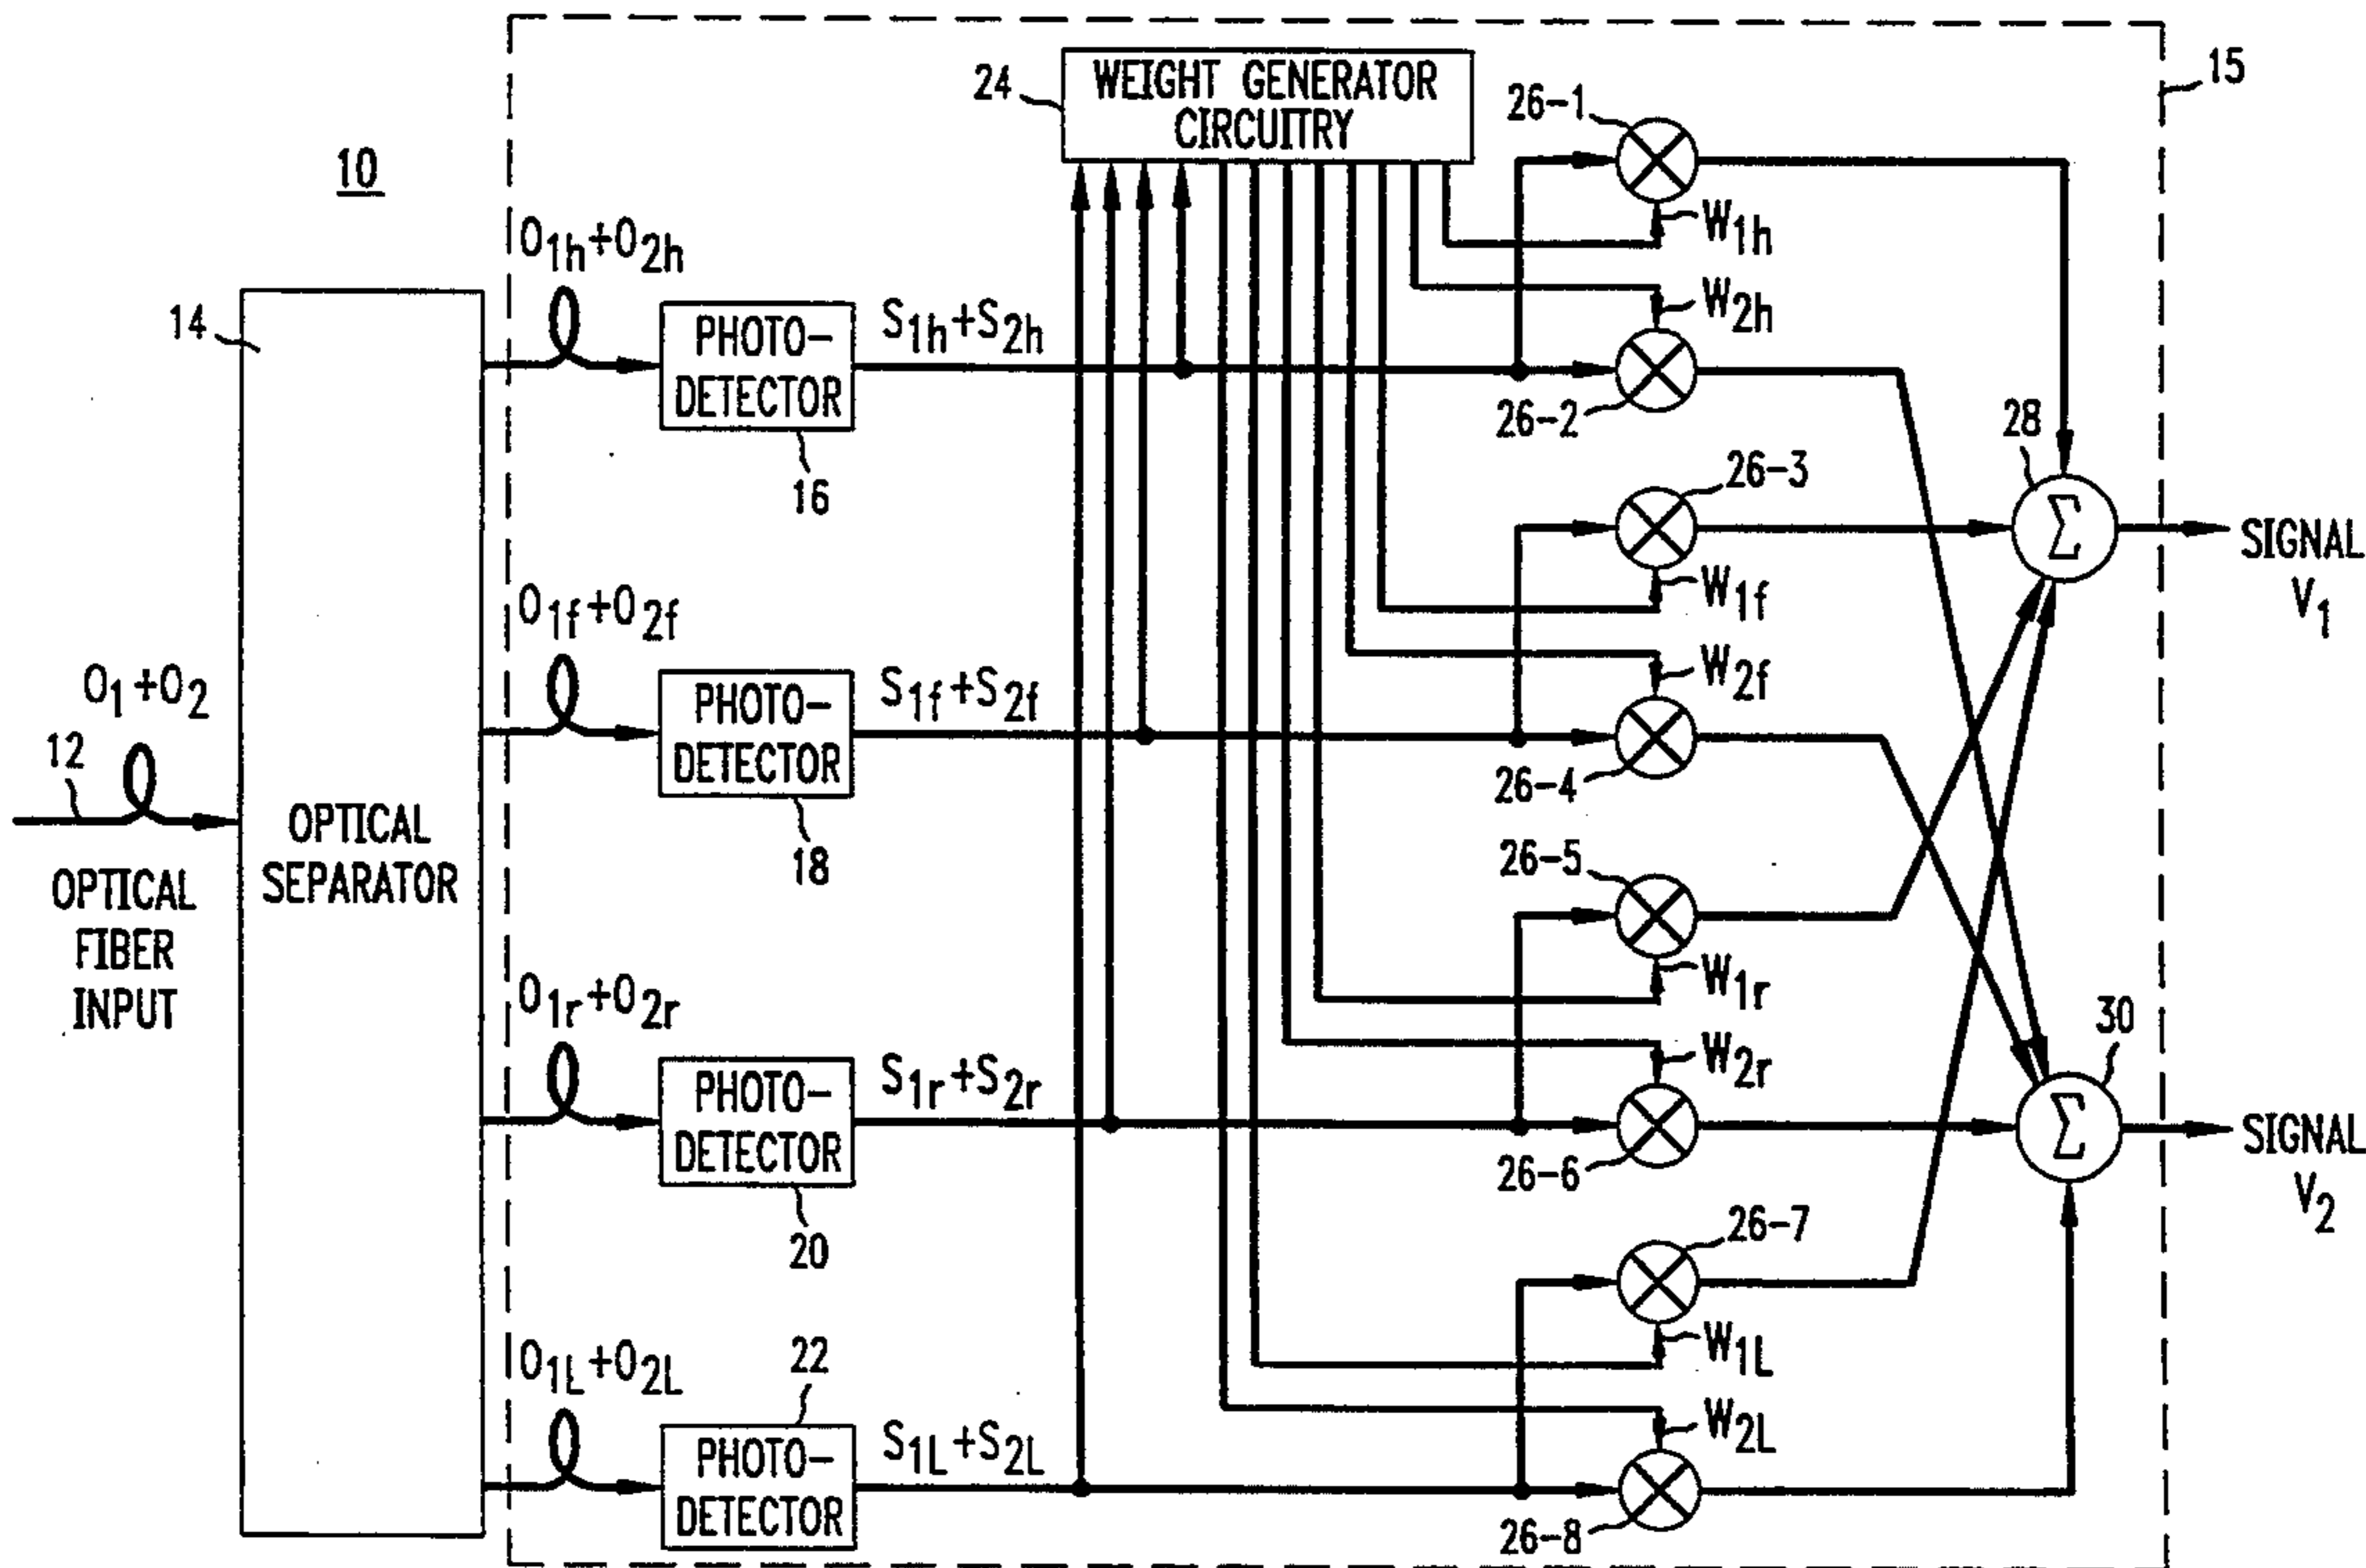 10
15
24
WEIGHT GENERATOR
CIRCUITRY
26-1
W1h
O1h+O2h
14
PHOTO-
DETECTOR
16
S1h+S2h
W2h
26-2
28
Σ
SIGNAL
V1
26-3
W1f
O1f+O2f
PHOTO-
DETECTOR
18
S1f+S2f
W2f
26-4
O1+O2
12
OPTICAL
FIBER
INPUT
OPTICAL
SEPARATOR
26-5
W1r
O1r+O2r
PHOTO-
DETECTOR
20
S1r+S2r
W2r
26-6
30
Σ
SIGNAL
V2
26-7
W1L
O1L+O2L
22
PHOTO-
DETECTOR
S1L+S2L
W2L
26-8